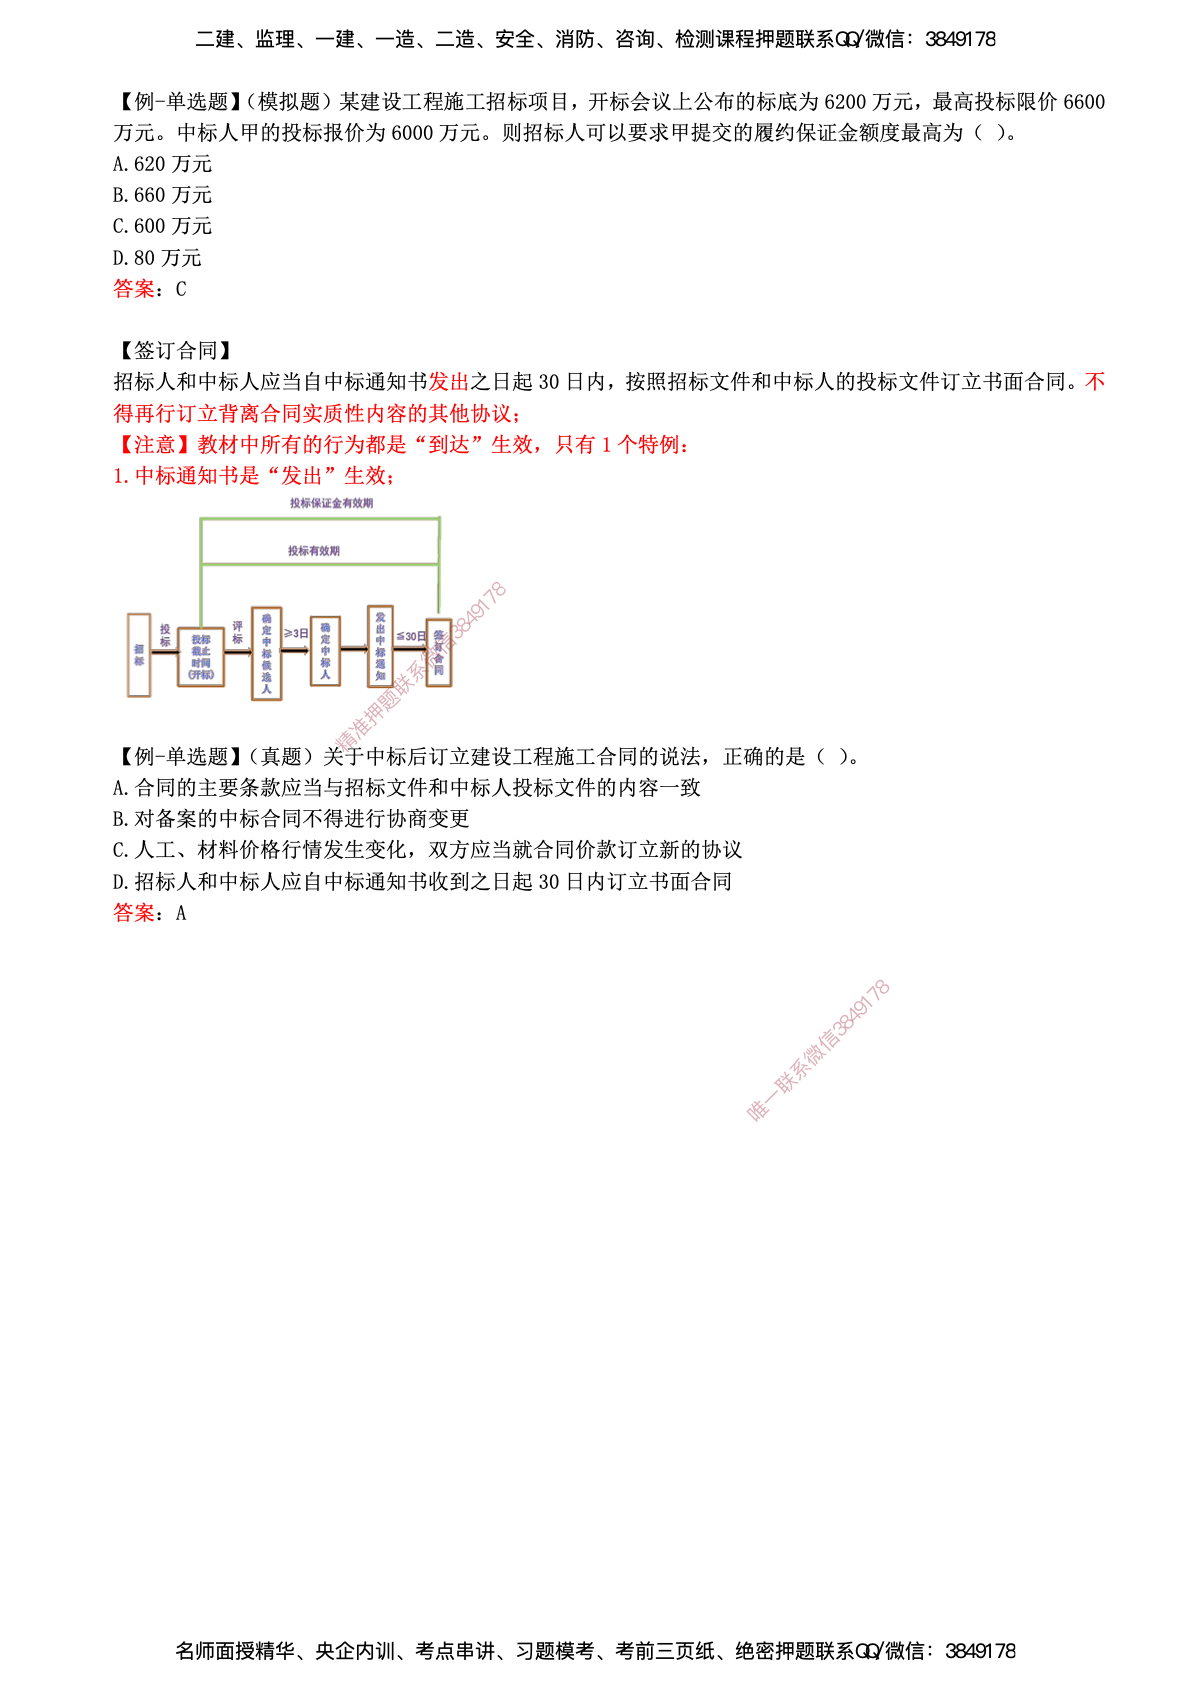 二建、监理、一建、一造、二造、安全、消防、咨询、检测课程押题联系QQ/微信：3849178
【例-单选题】（模拟题）某建设工程施工招标项目，开标会议上公布的标底为 6200 万元，最高投标限价 6600
万元。中标人甲的投标报价为 6000 万元。则招标人可以要求甲提交的履约保证金额度最高为（ ）。
A.620 万元
B.660 万元
C.600 万元
D.80 万元
答案：C
【签订合同】
招标人和中标人应当自中标通知书发出之日起 30 日内，按照招标文件和中标人的投标文件订立书面合同。不
得再行订立背离合同实质性内容的其他协议；
【注意】教材中所有的行为都是“到达”生效，只有 1 个特例：
1.中标通知书是“发出”生效；
投标保证金有效期
投标有效期
招标
投标
投标截止时间(开标)
评标
确定中标候选人
≥3日
确定中标人
发出中标通知
≤30日
签订合同
精准押题联系微信3849178
【例-单选题】（真题）关于中标后订立建设工程施工合同的说法，正确的是（ ）。
A.合同的主要条款应当与招标文件和中标人投标文件的内容一致
B.对备案的中标合同不得进行协商变更
C.人工、材料价格行情发生变化，双方应当就合同价款订立新的协议
D.招标人和中标人应自中标通知书收到之日起 30 日内订立书面合同
答案：A
唯一联系微信3849178
名师面授精华、央企内训、考点串讲、习题模考、考前三页纸、绝密押题联系QQ/微信：3849178